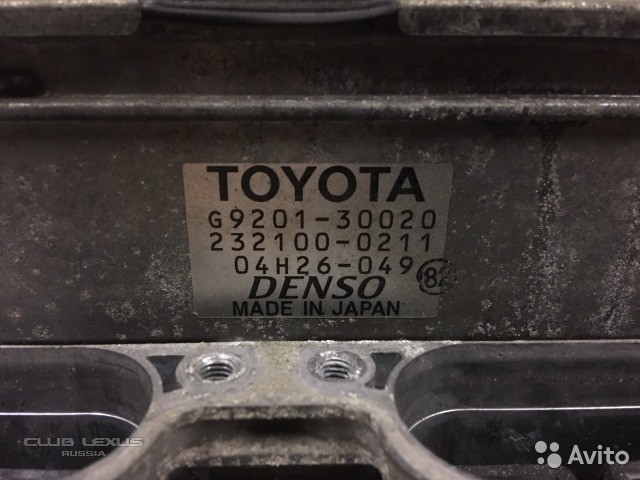 TOYOTA
G9201-30020
232100-0211
04H26-049 82
DENSO
MADE IN JAPAN
CLUB LEXUS
RUSSIA
Avito